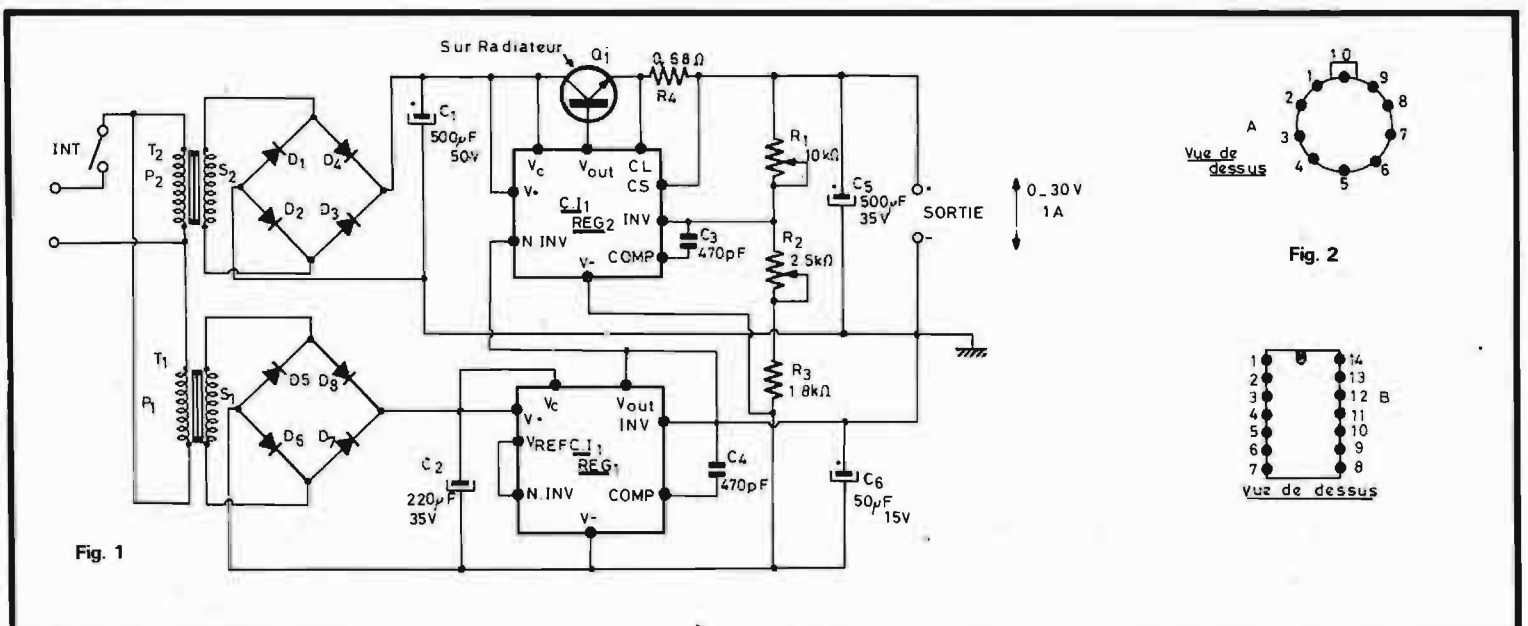 Sur Radiateur
Qj
0,68Ω
R4
INT
T2
P2
S2
D1
D4
D2
D3
C1
500µF
50V
Vc
Vout
CL
CS
V+
C.I1
REG2
INV
N.INV
COMP
V-
C3
470pF
R1
10kΩ
R2
2.5kΩ
C5
500µF
35V
+
SORTIE
-
0_30V
1A
T1
P1
S1
D5
D8
D6
D7
C2
220µF
35V
Vc
Vout
V+
INV
VREF C.I1
REG1
N.INV
COMP
V-
C4
470pF
R3
1.8kΩ
C6
50µF
15V
Fig. 1
10
1
9
2
8
A
3
7
4
6
5
Vue de
dessus
Fig. 2
1
14
2
13
3
12
B
4
11
5
10
6
9
7
8
Vue de dessus